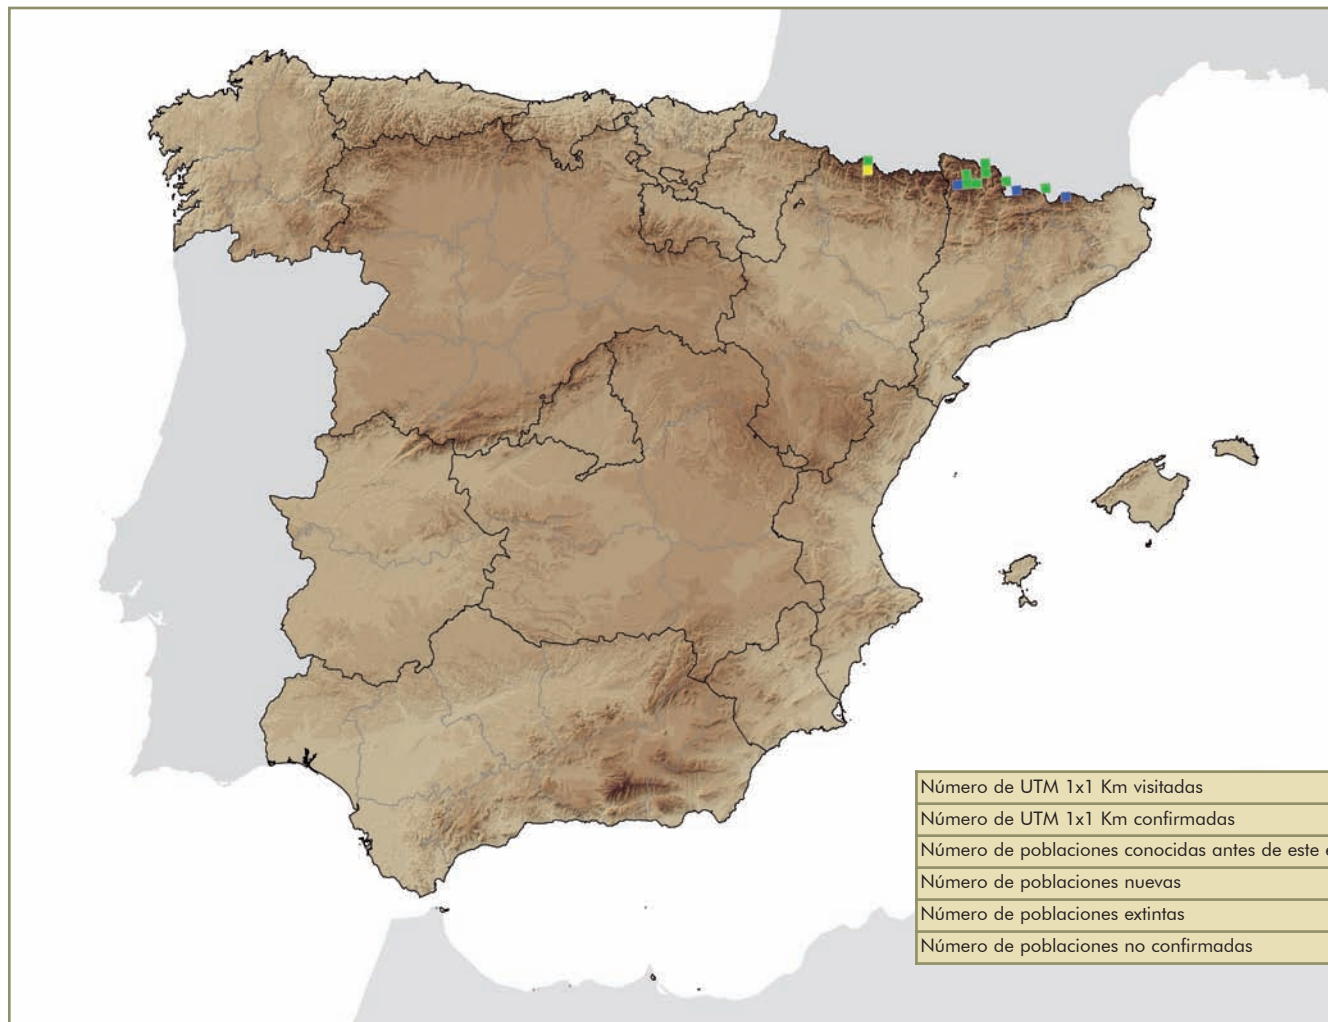 Número de UTM 1x1 Km visitadas
Número de UTM 1x1 Km confirmadas
Número de poblaciones conocidas antes de este
Número de poblaciones nuevas
Número de poblaciones extintas
Número de poblaciones no confirmadas